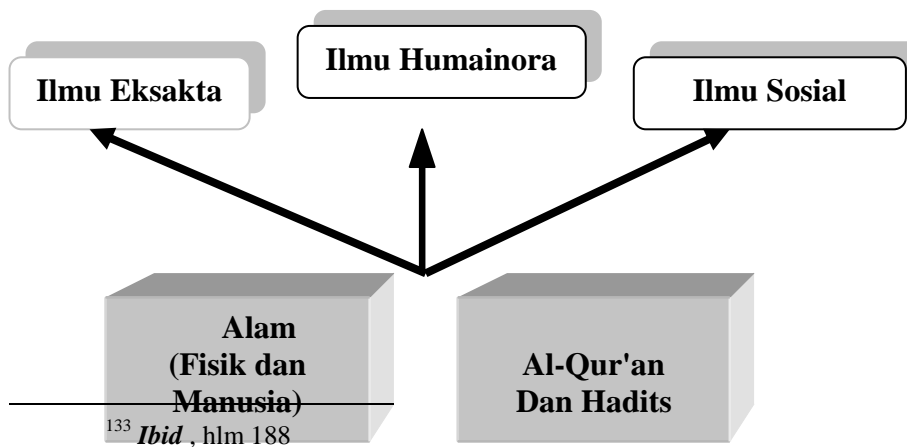 Ilmu Humainora
Ilmu Eksakta
Ilmu Sosial
Alam
(Fisik dan
Manusia)
Al-Qur'an
Dan Hadits
133 Ibid , hlm 188